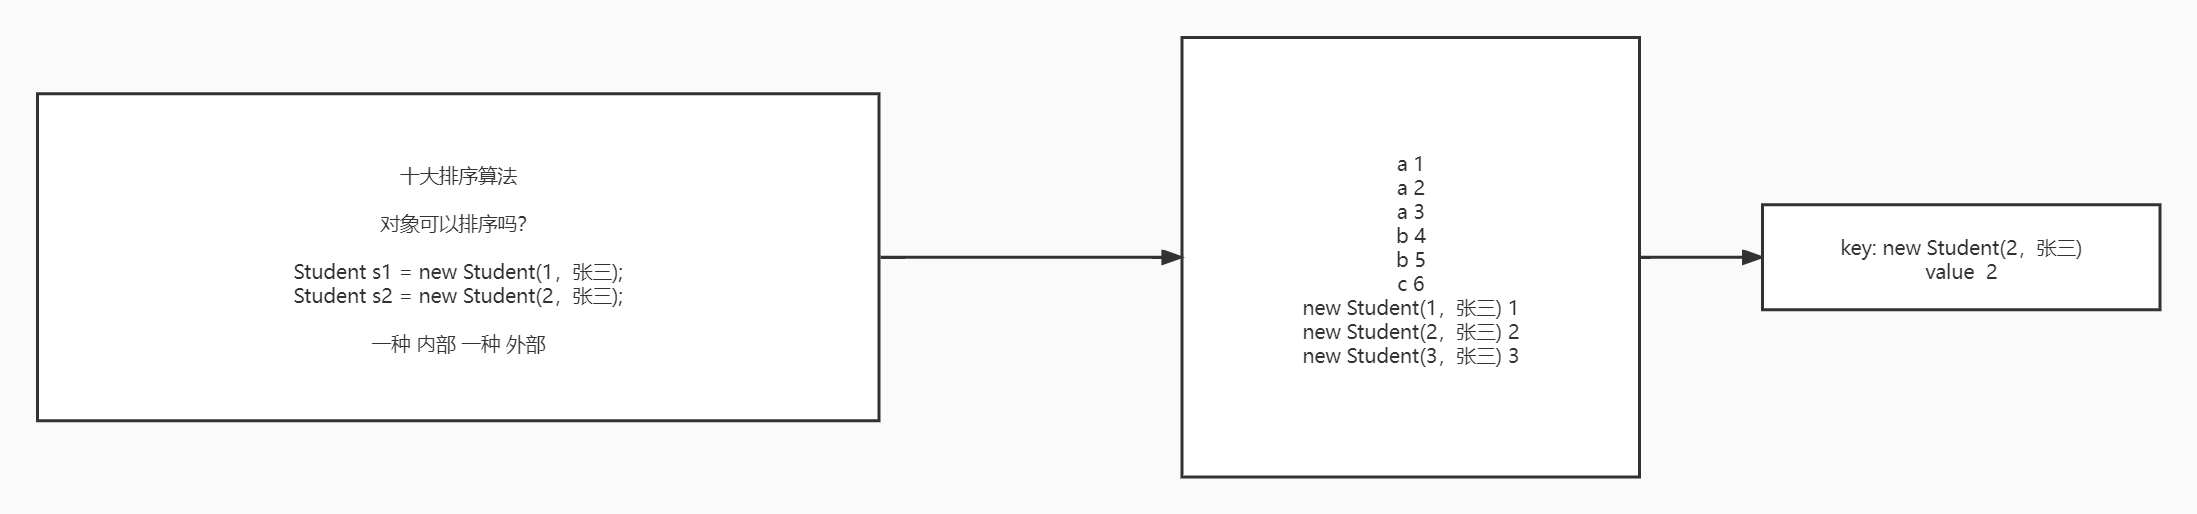 十大排序算法
对象可以排序吗？
Student s1 = new Student(1，张三);
Student s2 = new Student(2，张三);
一种 内部 一种 外部
a 1
a 2
a 3
b 4
b 5
c 6
new Student(1，张三) 1
new Student(2，张三) 2
new Student(3，张三) 3
key: new Student(2，张三)
value  2